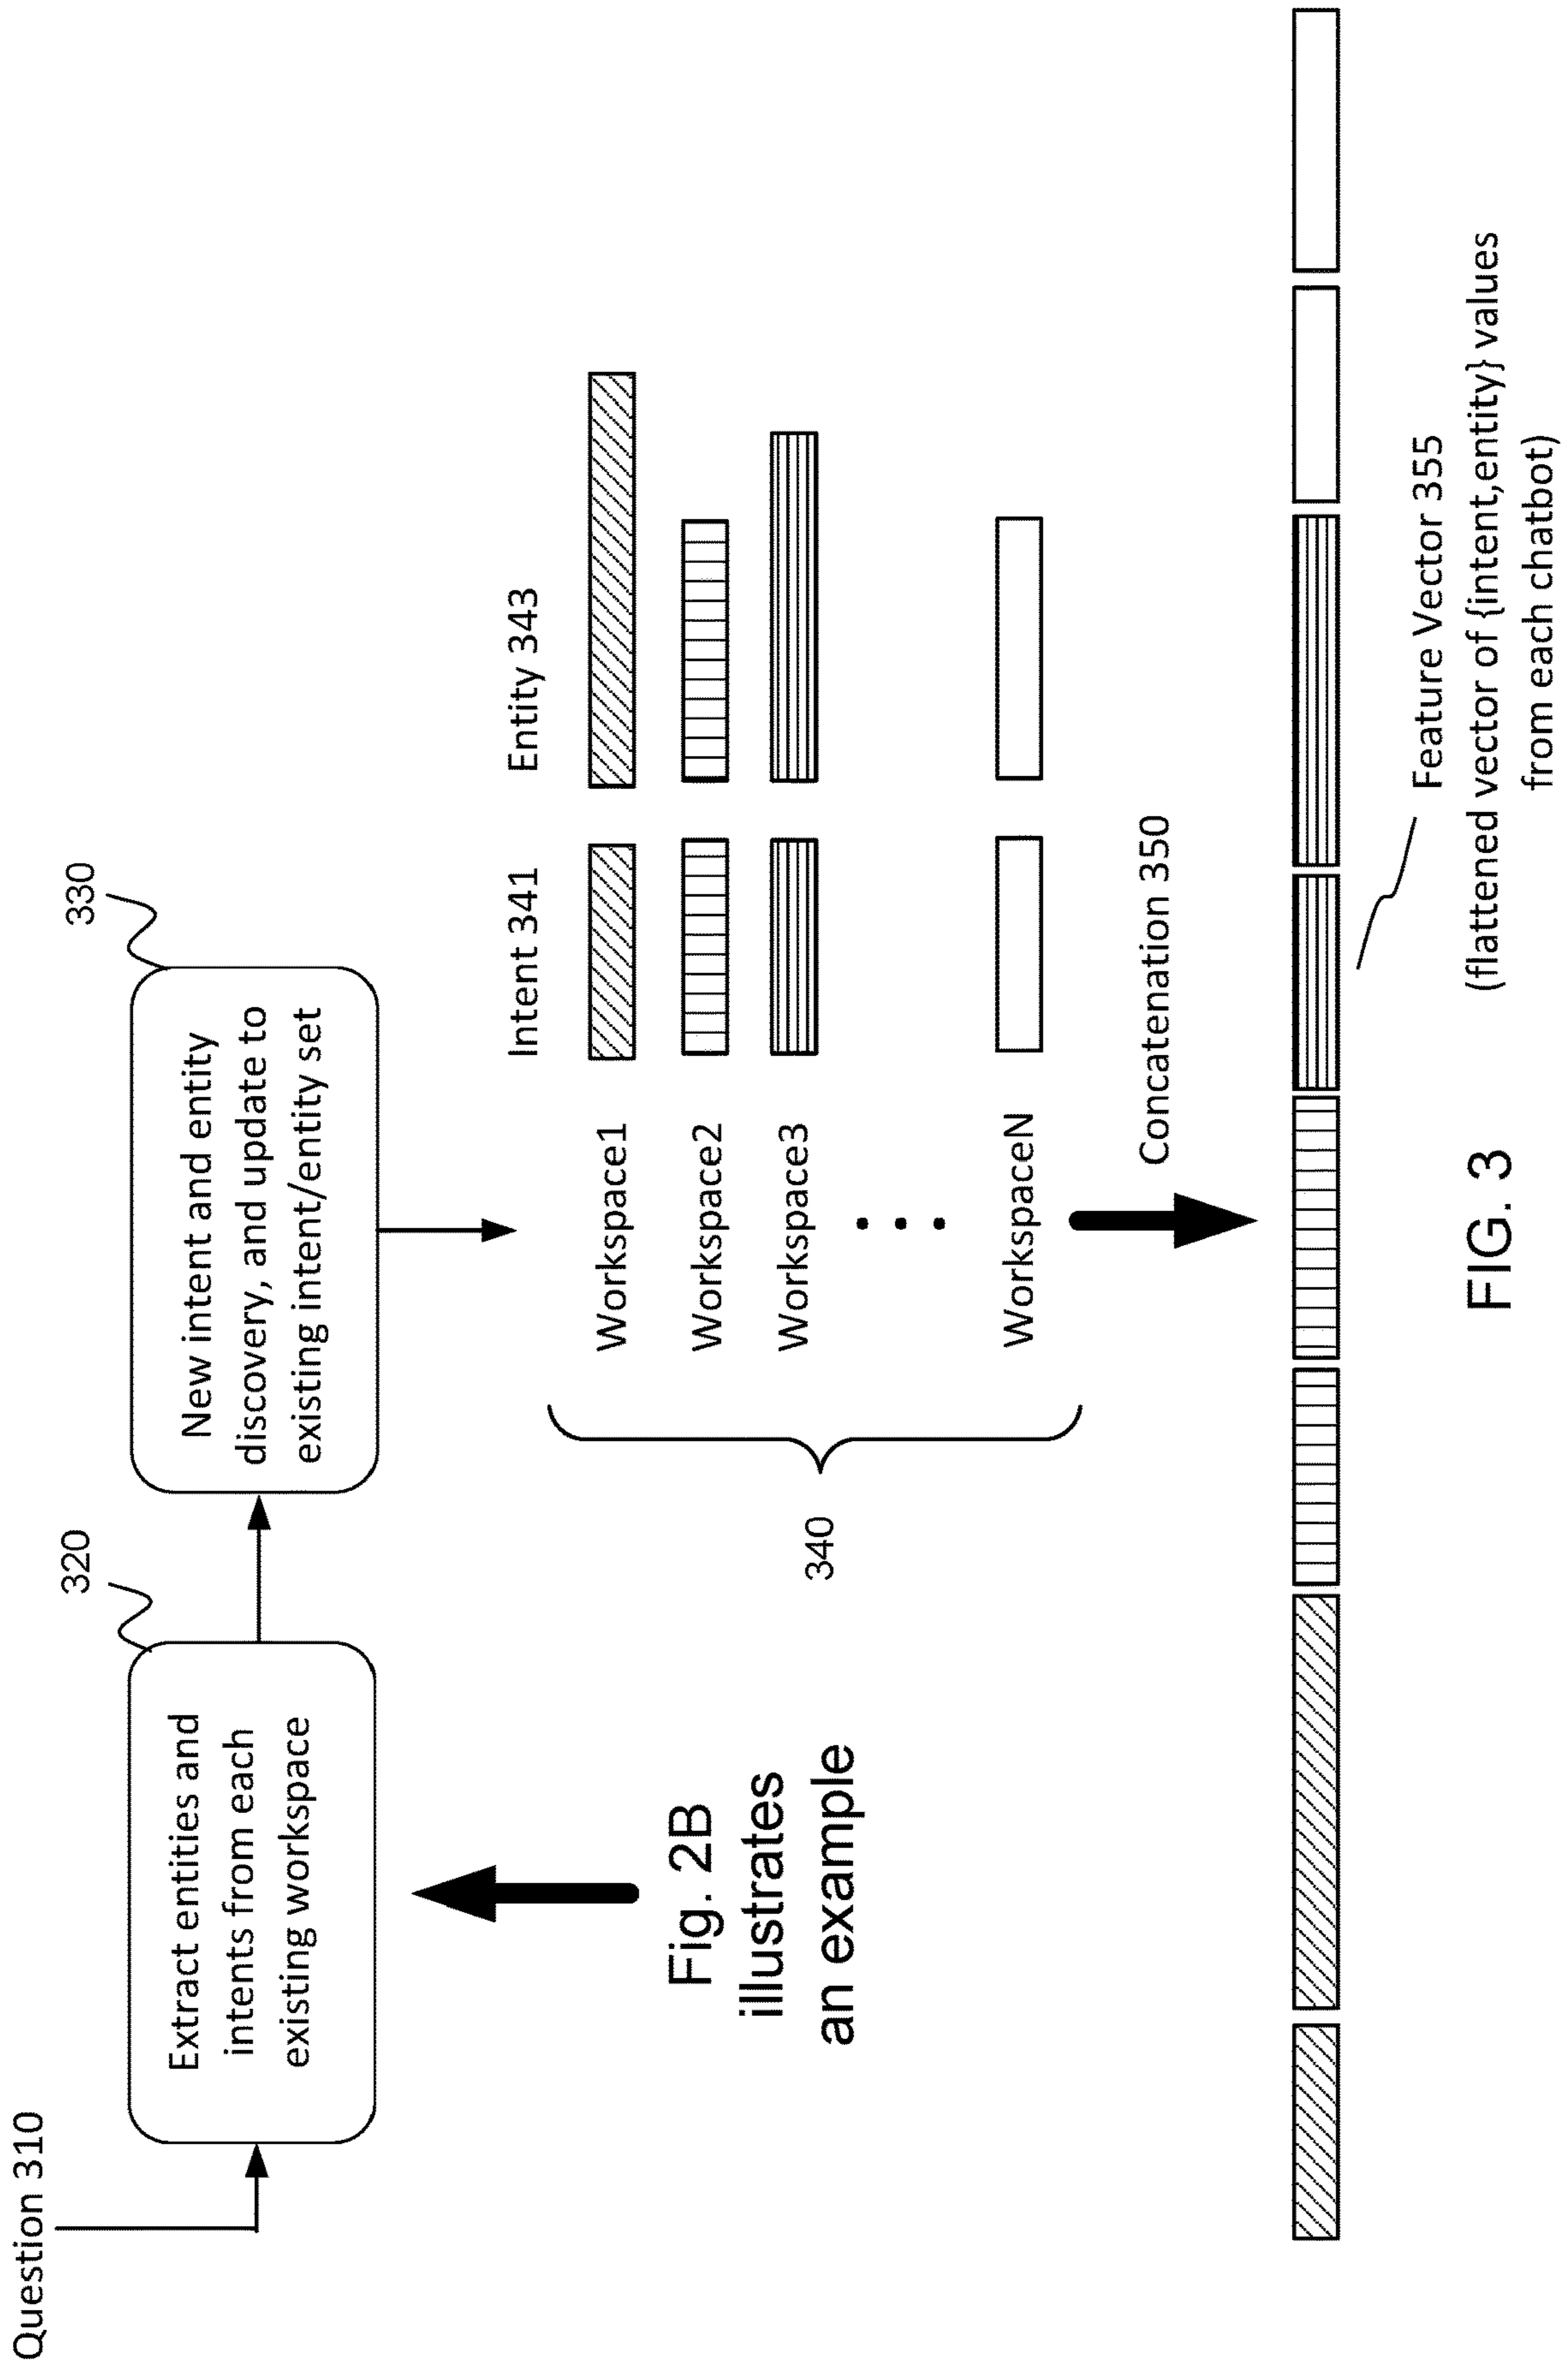 Question 310
320
Extract entities and
intents from each
existing workspace
330
New intent and entity
discovery, and update to
existing intent/entity set
Fig. 2B
illustrates
an example
Intent 341
Entity 343
340
Workspace1
Workspace2
Workspace3
WorkspaceN
Concatenation 350
Feature Vector 355
(flattened vector of {intent,entity} values
from each chatbot)
FIG. 3